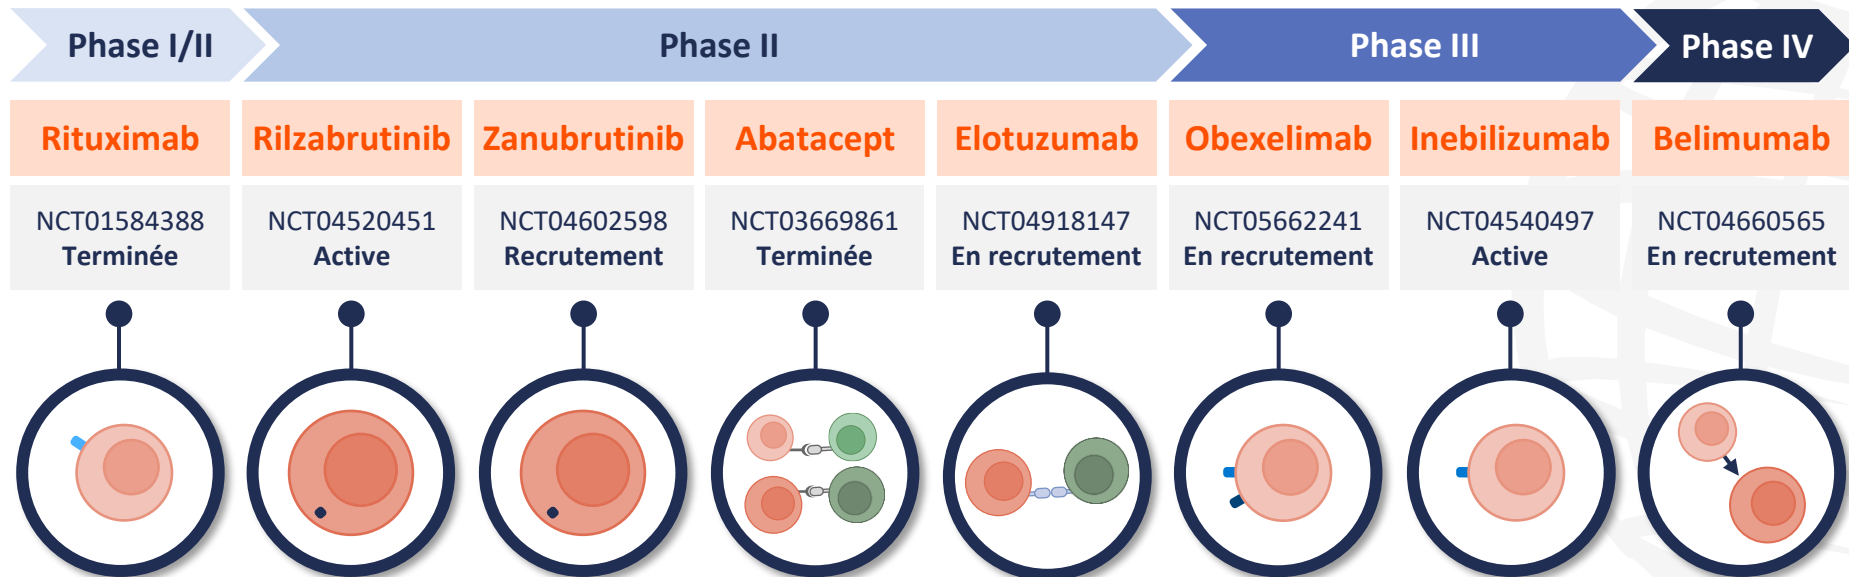 Phase I/II
Phase II
Phase III
Phase IV
Rituximab
Rilzabrutinib
Zanubrutinib
Abatacept
Elotuzumab
Obexelimab
Inebilizumab
Belimumab
NCT01584388
Terminée
NCT04520451
Active
NCT04602598
Recrutement
NCT03669861
Terminée
NCT04918147
En recrutement
NCT05662241
En recrutement
NCT04540497
Active
NCT04660565
En recrutement